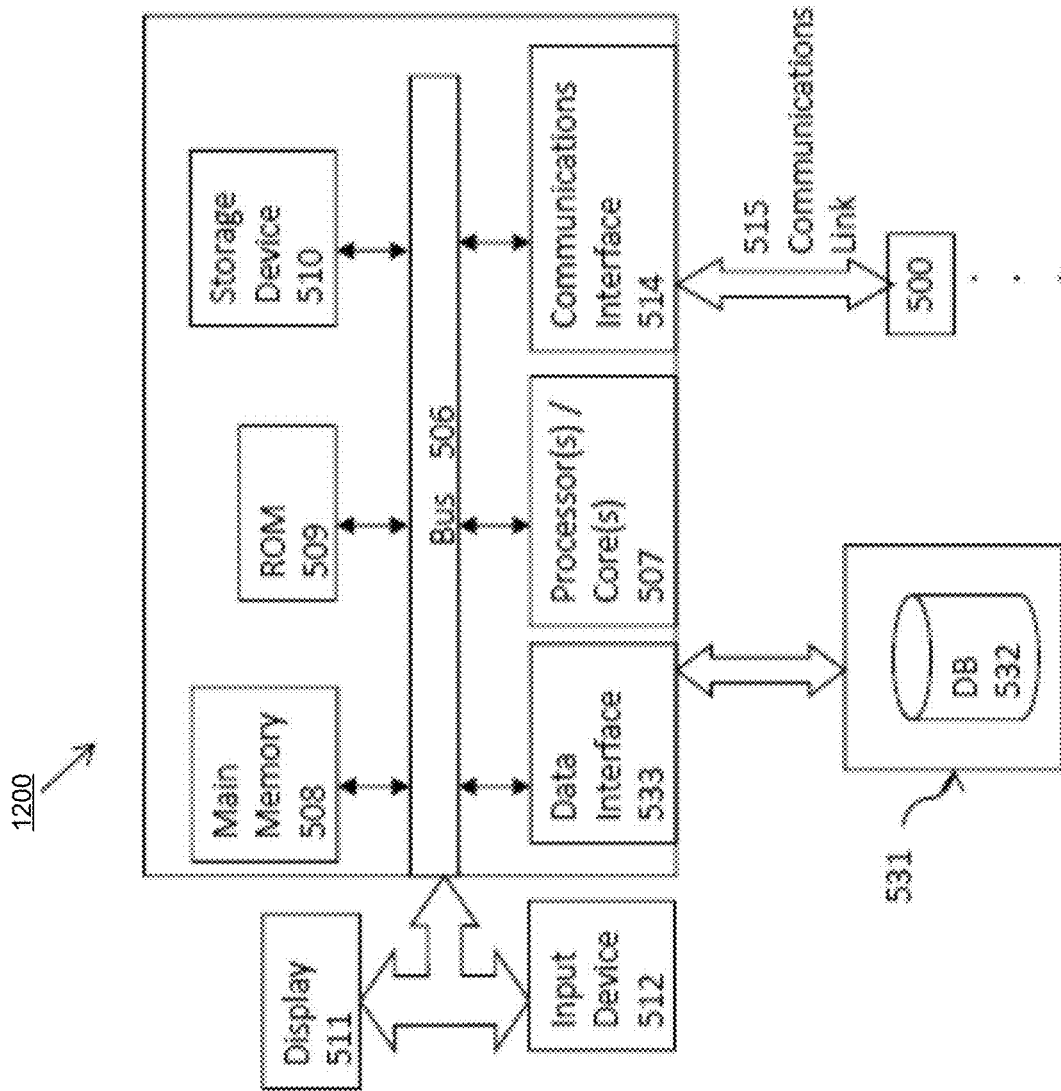 1200
Display
511
Input
Device
512
Main
Memory
508
ROM
509
Storage
Device
510
Bus 506
Data
Interface
533
Processor(s) /
Core(s)
507
Communications
Interface
514
531
DB
532
515
Communications
Link
500